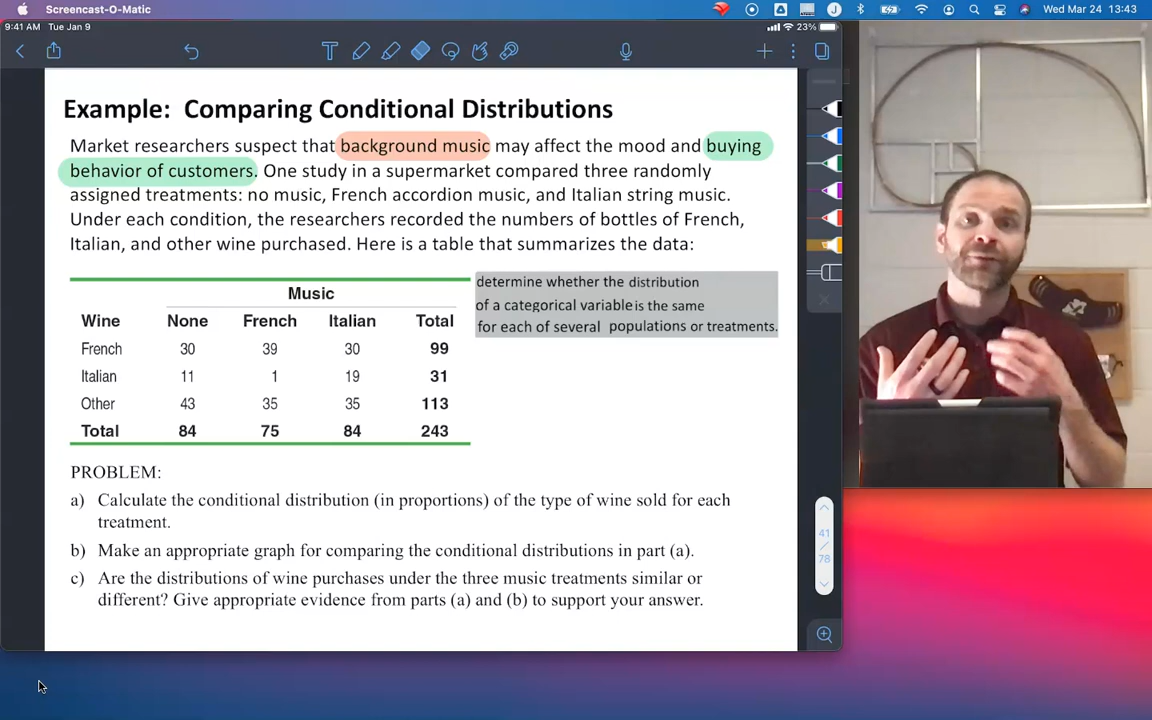 Screencast-O-Matic
Wed Mar 24 13:43
9:41 AM Tue Jan 9
23%
Example: Comparing Conditional Distributions
Market researchers suspect that background music may affect the mood and buying
behavior of customers. One study in a supermarket compared three randomly
assigned treatments: no music, French accordion music, and Italian string music.
Under each condition, the researchers recorded the numbers of bottles of French,
Italian, and other wine purchased. Here is a table that summarizes the data:
Music
Wine None French Italian Total
French 30 39 30 99
Italian 11 1 19 31
Other 43 35 35 113
Total 84 75 84 243
determine whether the distribution
of a categorical variable is the same
for each of several populations or treatments.
PROBLEM:
a) Calculate the conditional distribution (in proportions) of the type of wine sold for each
treatment.
b) Make an appropriate graph for comparing the conditional distributions in part (a).
c) Are the distributions of wine purchases under the three music treatments similar or
different? Give appropriate evidence from parts (a) and (b) to support your answer.
41
/
78